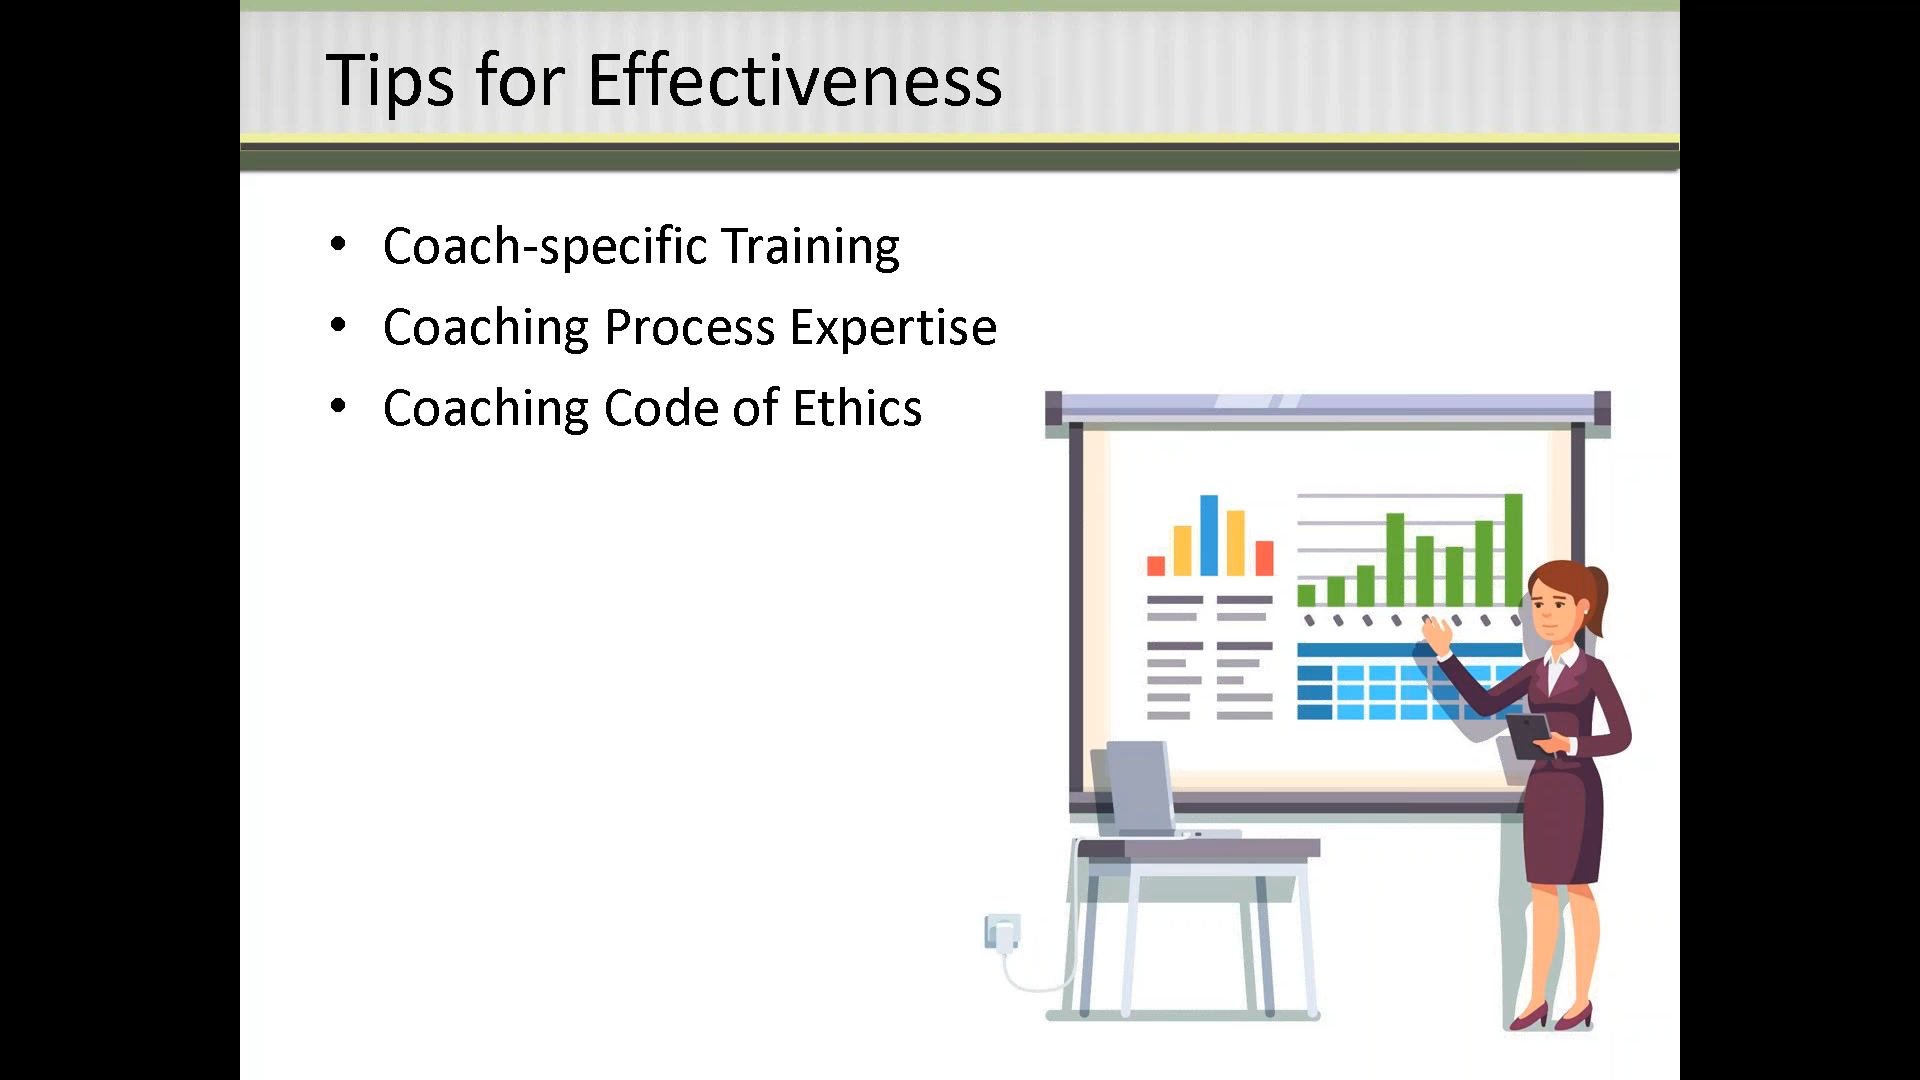 Tips for Effectiveness
• Coach-specific Training
• Coaching Process Expertise
• Coaching Code of Ethics